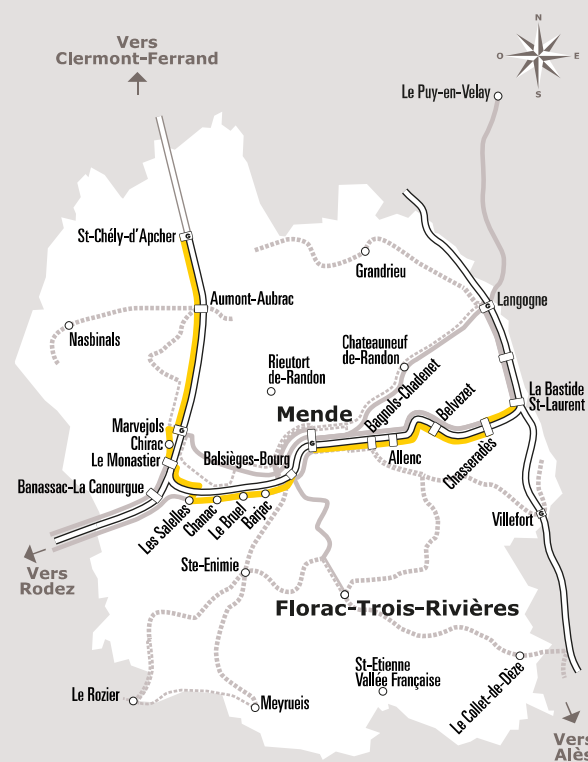 N
O
E
S
Vers
Clermont-Ferrand
Le Puy-en-Velay
St-Chély-d'Apcher
Grandrieu
Aumont-Aubrac
Langogne
Nasbinals
Chateauneuf
de-Randon
Rieutort
de-Randon
Bagnols-Chadenet
Belvezet
La Bastide
St-Laurent
Mende
Marvejols
Chirac
Le Monastier
Balsièges-Bourg
Allenc
Chasseradès
Banassac-La Canourgue
Les Salelles
Chanac
Le Bruel
Barjac
Villefort
Vers
Rodez
Ste-Enimie
Florac-Trois-Rivières
St-Etienne
Vallée Française
Le Collet-de-Dèze
Le Rozier
Meyrueis
Vers
Alès
G
G
G
G
G